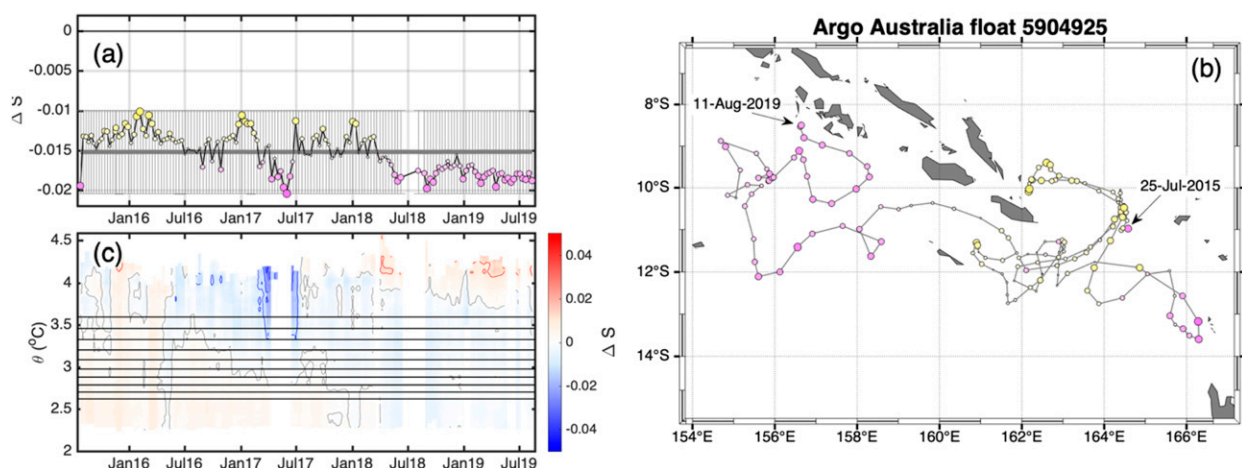 (a)
0
-0.005
-0.01
-0.015
-0.02
Δ S
Jan16 Jul16 Jan17 Jul17 Jan18 Jul18 Jan19 Jul19
(c)
4.5
4
3.5
3
2.5
2
θ (°C)
Jan16 Jul16 Jan17 Jul17 Jan18 Jul18 Jan19 Jul19
0.04
0.02
0
-0.02
-0.04
Δ S
Argo Australia float 5904925
(b)
11-Aug-2019
25-Jul-2015
8°S
10°S
12°S
14°S
154°E 156°E 158°E 160°E 162°E 164°E 166°E